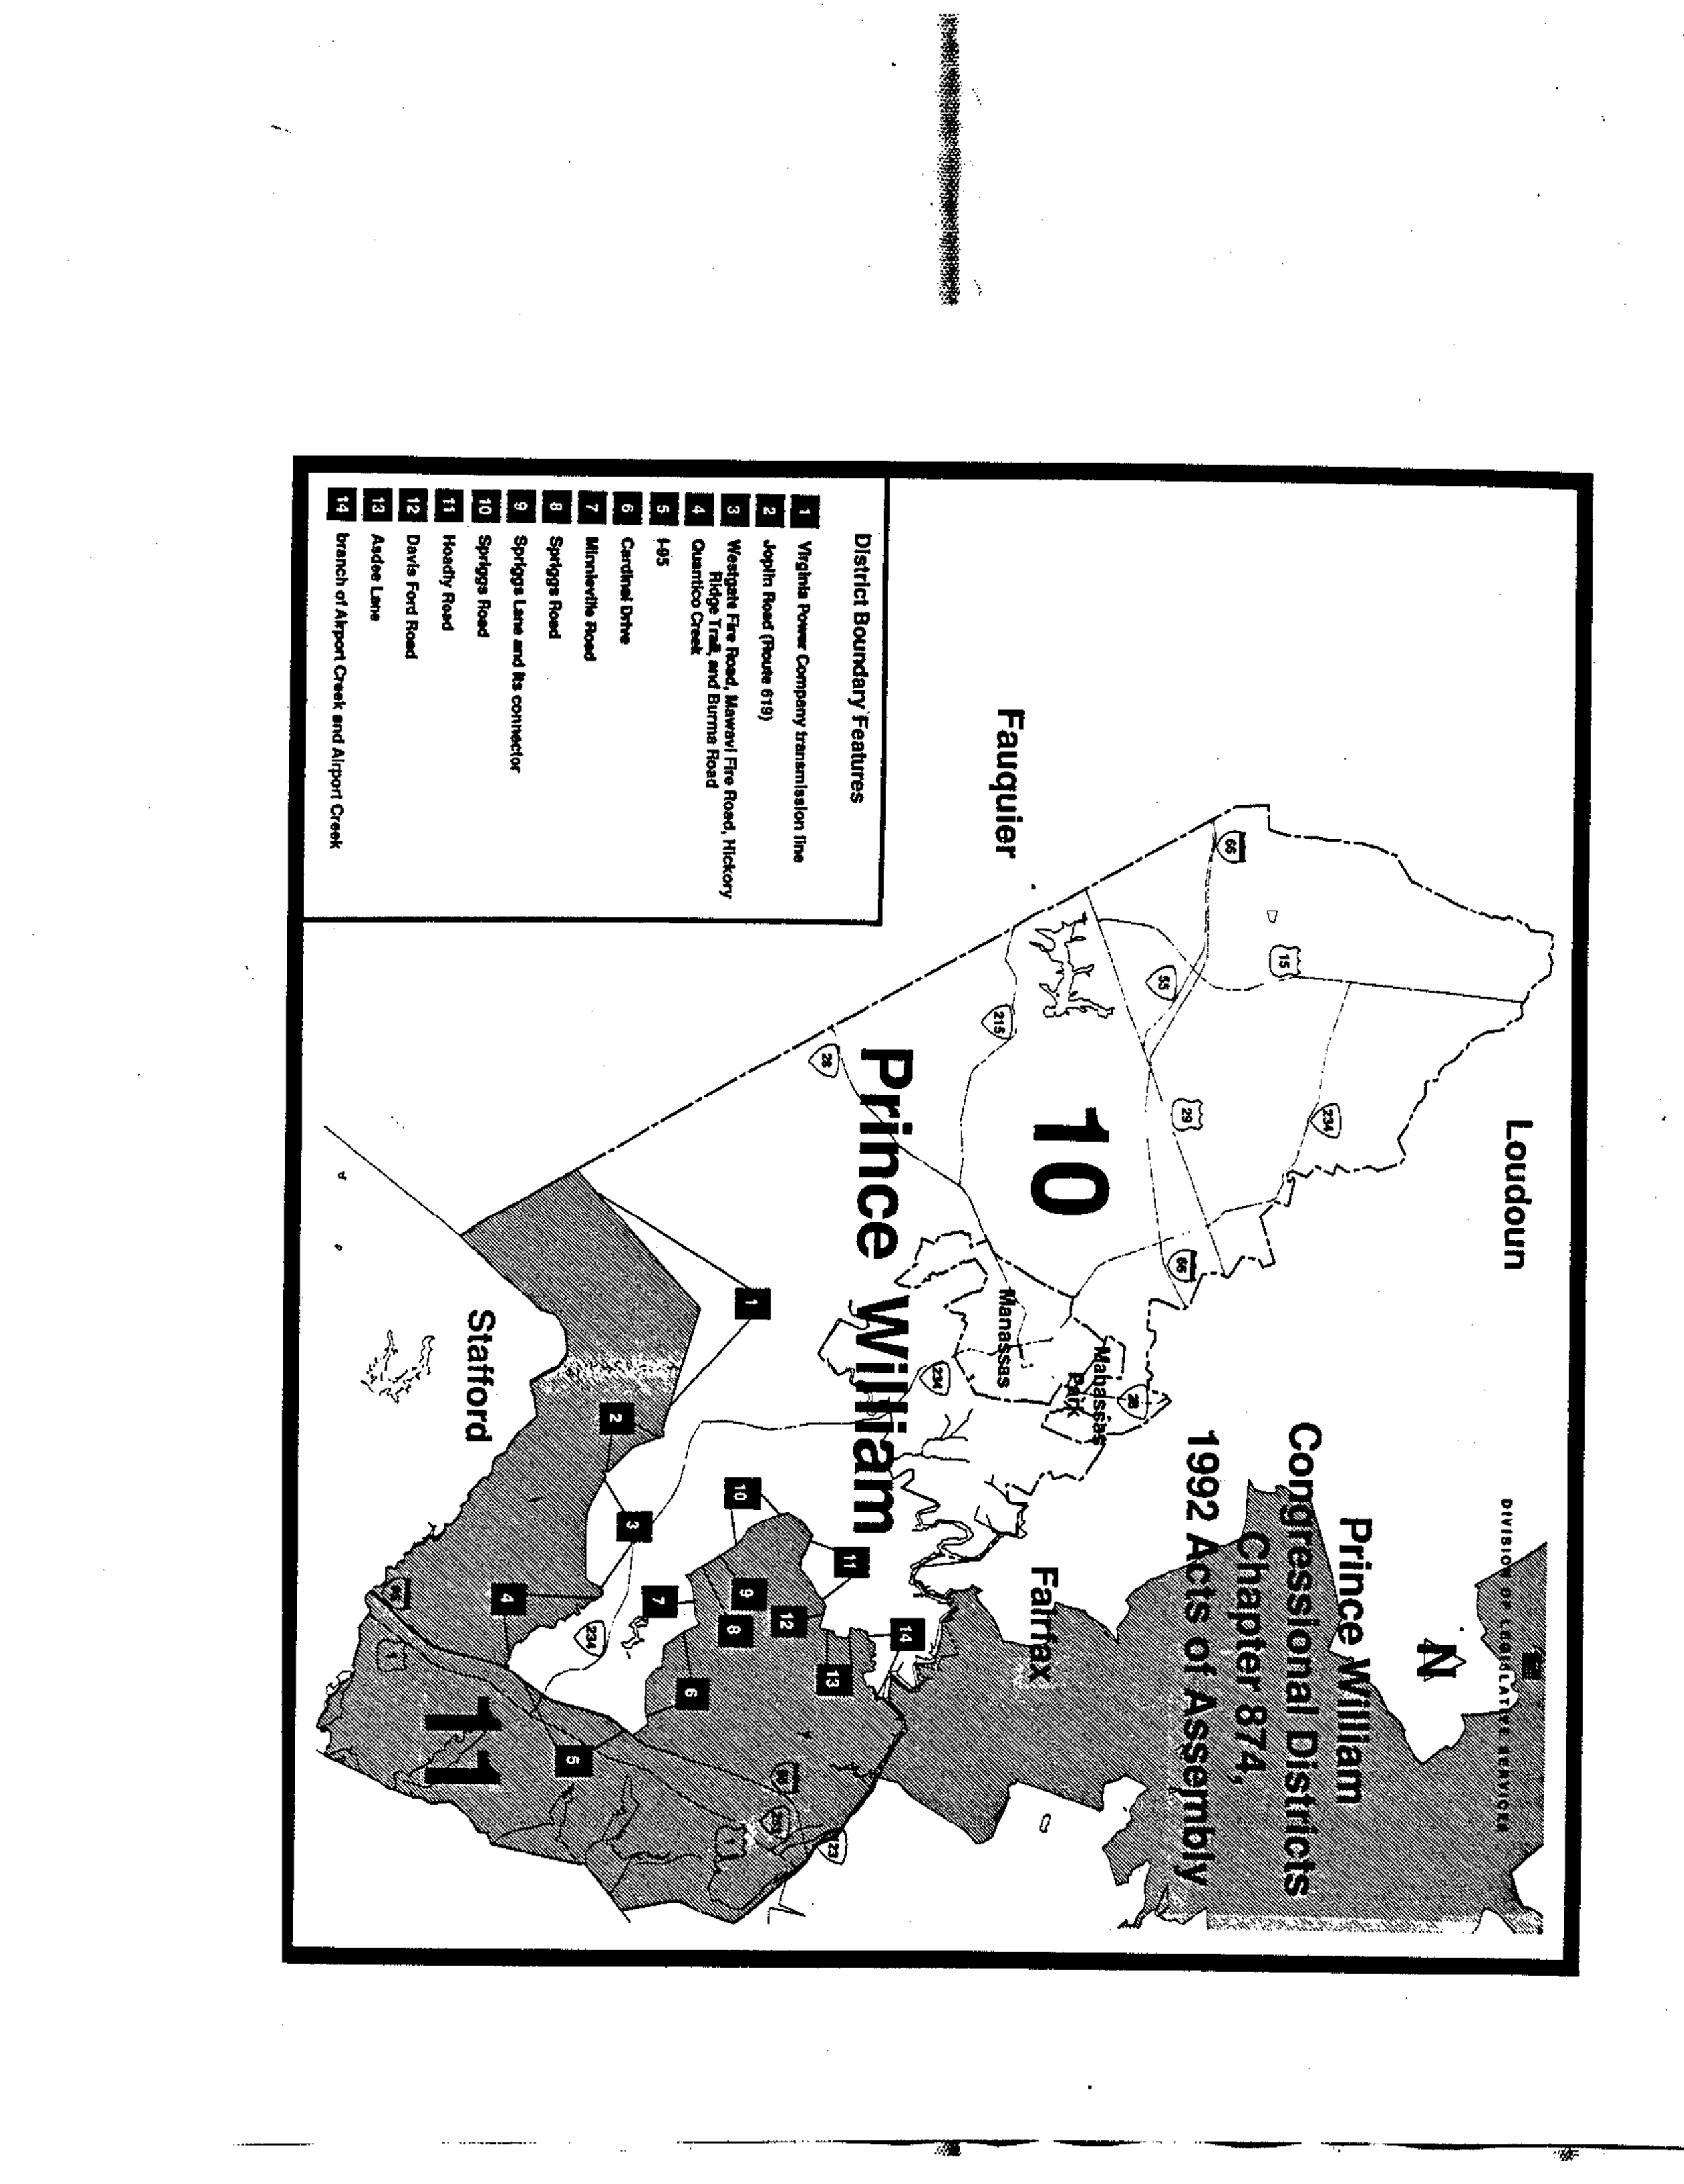 DIVISION OF LEGISLATIVE SERVICES
Prince William
Congressional Districts
Chapter 874,
1992 Acts of Assembly
N
Loudoun
Fauquier
Fairfax
Stafford
Prince William
10
11
Manassas
Manassas
Park
66
15
55
234
29
215
28
66
28
234
234
95
1
95
1
123
1
2
3
4
5
6
7
8
9
10
11
12
13
14
District Boundary Features
1 Virginia Power Company transmission line
2 Joplin Road (Route 619)
3 Westgate Fire Road, Mawavi Fire Road, Hickory
Ridge Trail, and Burma Road
4 Quantico Creek
5 I-95
6 Cardinal Drive
7 Minnieville Road
8 Spriggs Road
9 Spriggs Lane and its connector
10 Spriggs Road
11 Hoadly Road
12 Davis Ford Road
13 Asdee Lane
14 branch of Airport Creek and Airport Creek